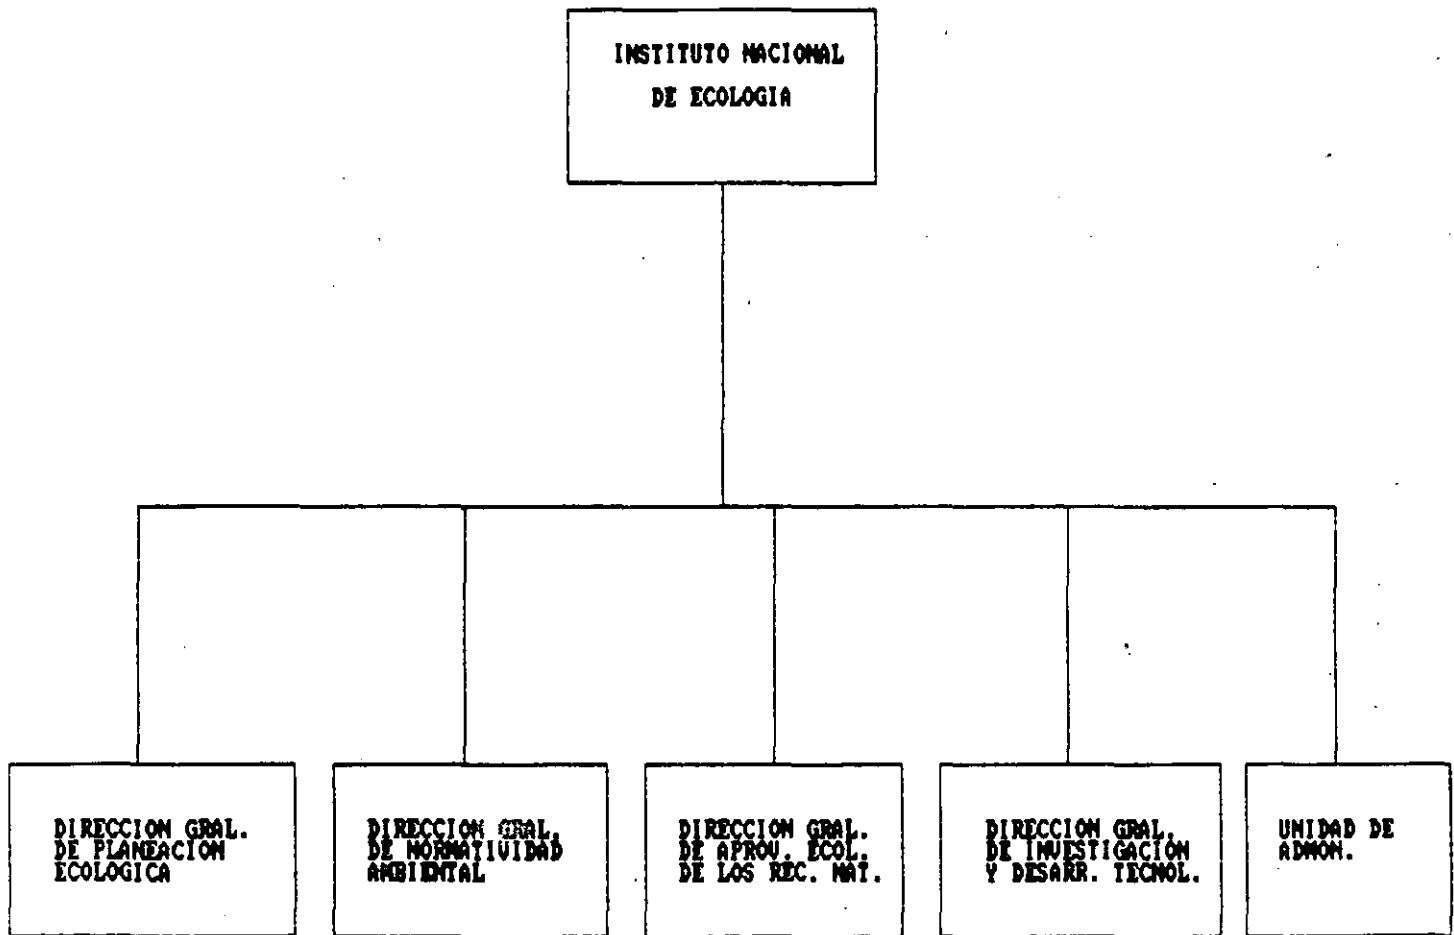 INSTITUTO NACIONAL
DE ECOLOGIA
DIRECCION GRAL.
DE PLANEACION
ECOLOGICA
DIRECCION GRAL.
DE NORMATIVIDAD
AMBIENTAL
DIRECCION GRAL.
DE APROV. ECOL.
DE LOS REC. NAT.
DIRECCION GRAL.
DE INVESTIGACION
Y DESARR. TECNOL.
UNIDAD DE
ADMON.